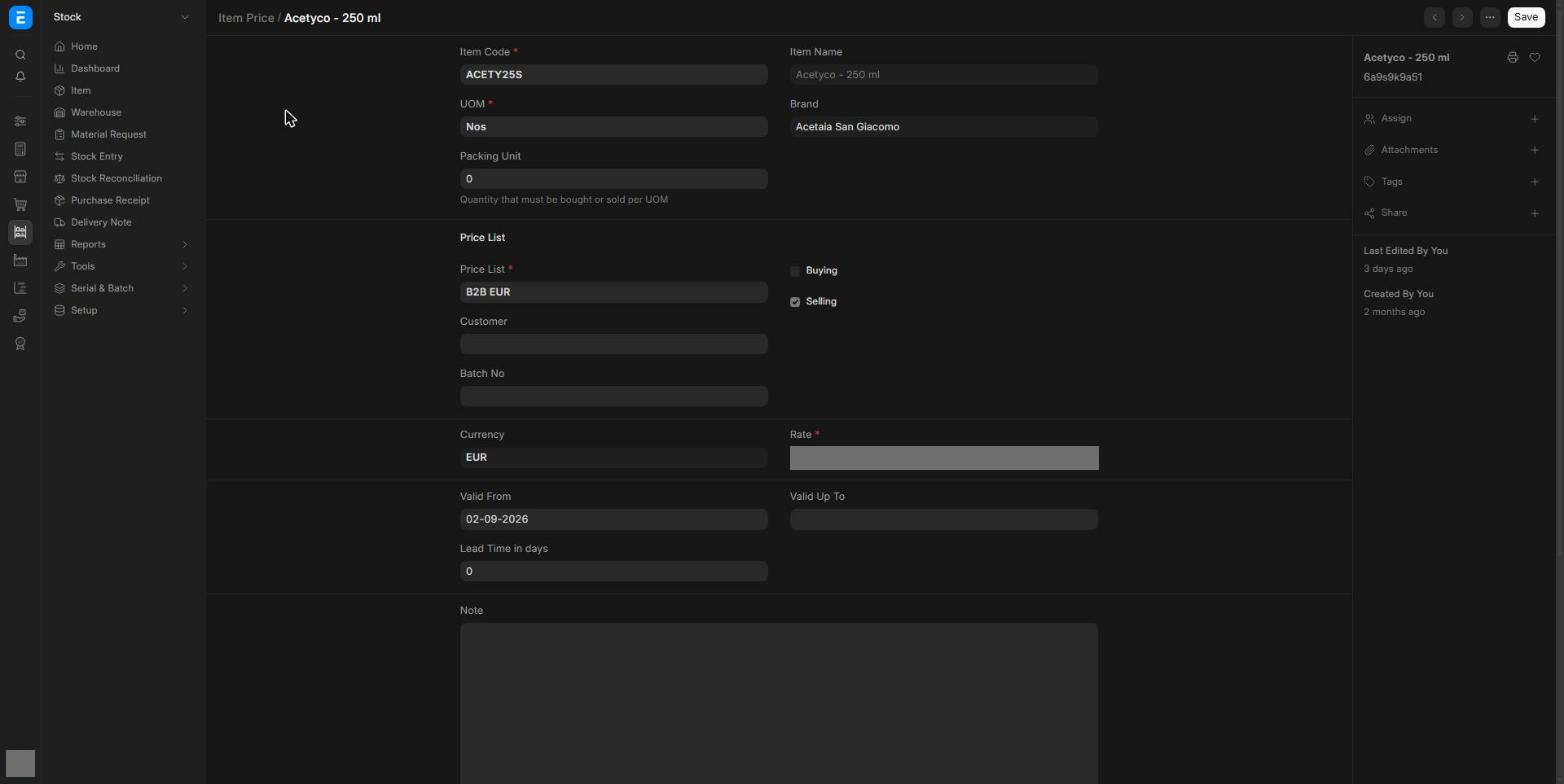 Stock
Home
Dashboard
Item
Warehouse
Material Request
Stock Entry
Stock Reconciliation
Purchase Receipt
Delivery Note
Reports
Tools
Serial & Batch
Setup
Item Price / Acetyco - 250 ml
Save
Item Code *
ACETY25S
Item Name
Acetyco - 250 ml
UOM *
Nos
Brand
Acetaia San Giacomo
Packing Unit
0
Quantity that must be bought or sold per UOM
Price List
Price List *
B2B EUR
Buying
Selling
Customer
Batch No
Currency
EUR
Rate *
Valid From
02-09-2026
Valid Up To
Lead Time in days
0
Note
Acetyco - 250 ml
6a9s9k9a51
Assign
Attachments
Tags
Share
Last Edited By You
3 days ago
Created By You
2 months ago